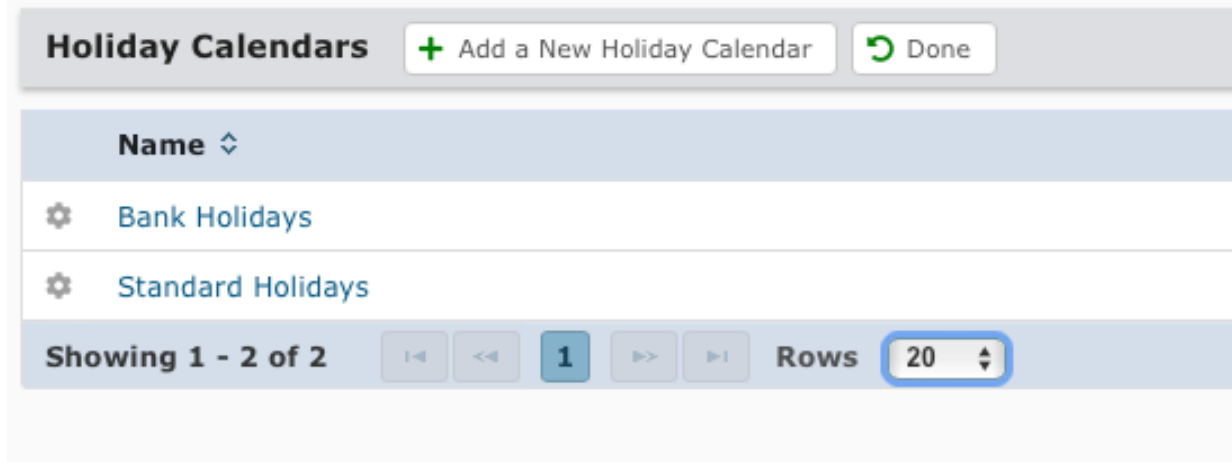 Holiday Calendars + Add a New Holiday Calendar Done
Name
Bank Holidays
Standard Holidays
Showing 1 - 2 of 2 1 Rows 20